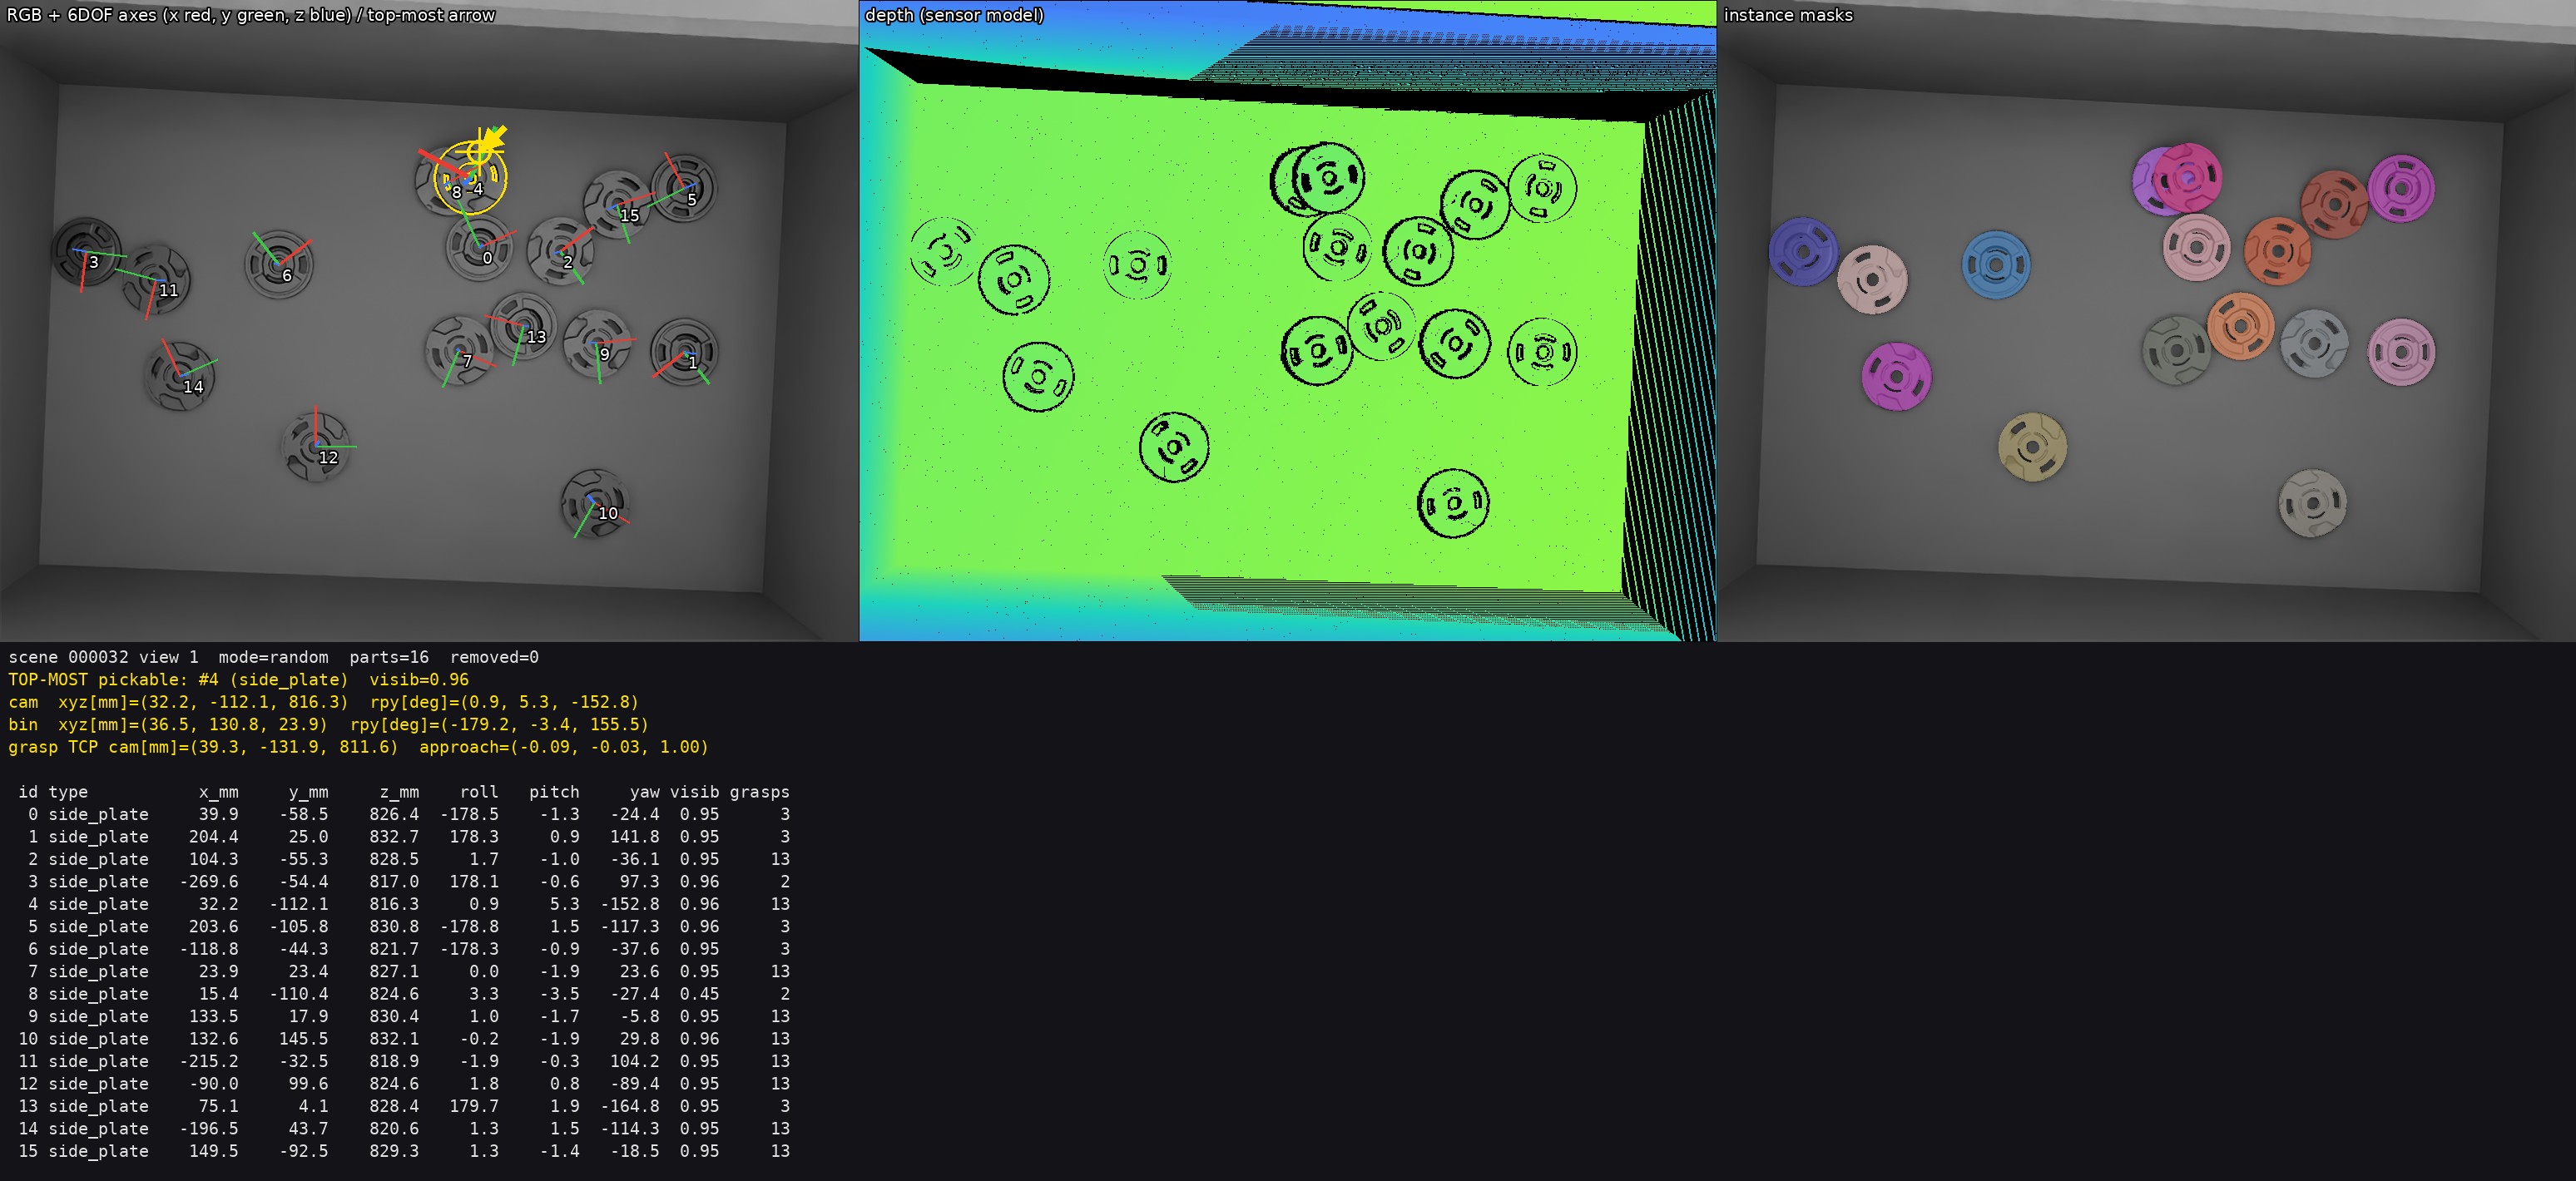 RGB + 6DOF axes (x red, y green, z blue) / top-most arrow
depth (sensor model)
instance masks
8 4
5
15
3
0
2
6
11
13
7
9
1
14
12
10
scene 000032 view 1  mode=random  parts=16  removed=0
TOP-MOST pickable: #4 (side_plate)  visib=0.96
cam  xyz[mm]=(32.2, -112.1, 816.3)  rpy[deg]=(0.9, 5.3, -152.8)
bin  xyz[mm]=(36.5, 130.8, 23.9)  rpy[deg]=(-179.2, -3.4, 155.5)
grasp TCP cam[mm]=(39.3, -131.9, 811.6)  approach=(-0.09, -0.03, 1.00)
id type x_mm y_mm z_mm roll pitch yaw visib grasps
0 side_plate 39.9 -58.5 826.4 -178.5 -1.3 -24.4 0.95 3
1 side_plate 204.4 25.0 832.7 178.3 0.9 141.8 0.95 3
2 side_plate 104.3 -55.3 828.5 1.7 -1.0 -36.1 0.95 13
3 side_plate -269.6 -54.4 817.0 178.1 -0.6 97.3 0.96 2
4 side_plate 32.2 -112.1 816.3 0.9 5.3 -152.8 0.96 13
5 side_plate 203.6 -105.8 830.8 -178.8 1.5 -117.3 0.96 3
6 side_plate -118.8 -44.3 821.7 -178.3 -0.9 -37.6 0.95 3
7 side_plate 23.9 23.4 827.1 0.0 -1.9 23.6 0.95 13
8 side_plate 15.4 -110.4 824.6 3.3 -3.5 -27.4 0.45 2
9 side_plate 133.5 17.9 830.4 1.0 -1.7 -5.8 0.95 13
10 side_plate 132.6 145.5 832.1 -0.2 -1.9 29.8 0.96 13
11 side_plate -215.2 -32.5 818.9 -1.9 -0.3 104.2 0.95 13
12 side_plate -90.0 99.6 824.6 1.8 0.8 -89.4 0.95 13
13 side_plate 75.1 4.1 828.4 179.7 1.9 -164.8 0.95 3
14 side_plate -196.5 43.7 820.6 1.3 1.5 -114.3 0.95 13
15 side_plate 149.5 -92.5 829.3 1.3 -1.4 -18.5 0.95 13